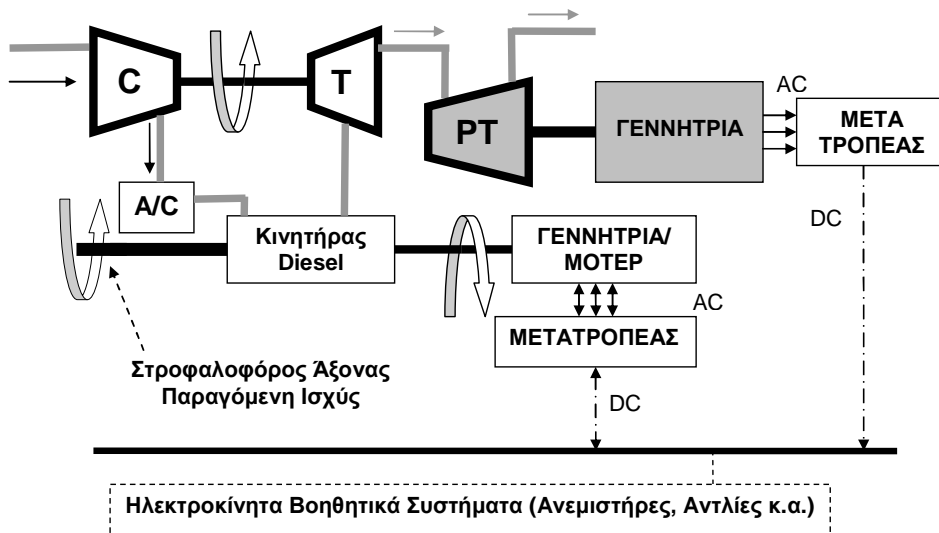 C
T
PT
ΓΕΝΝΗΤΡΙΑ
AC
ΜΕΤΑ
ΤΡΟΠΕΑΣ
A/C
Κινητήρας
Diesel
ΓΕΝΝΗΤΡΙΑ/
ΜΟΤΕΡ
DC
AC
ΜΕΤΑΤΡΟΠΕΑΣ
Στροφαλοφόρος Άξονας
Παραγόμενη Ισχύς
DC
Ηλεκτροκίνητα Βοηθητικά Συστήματα (Ανεμιστήρες, Αντλίες κ.α.)